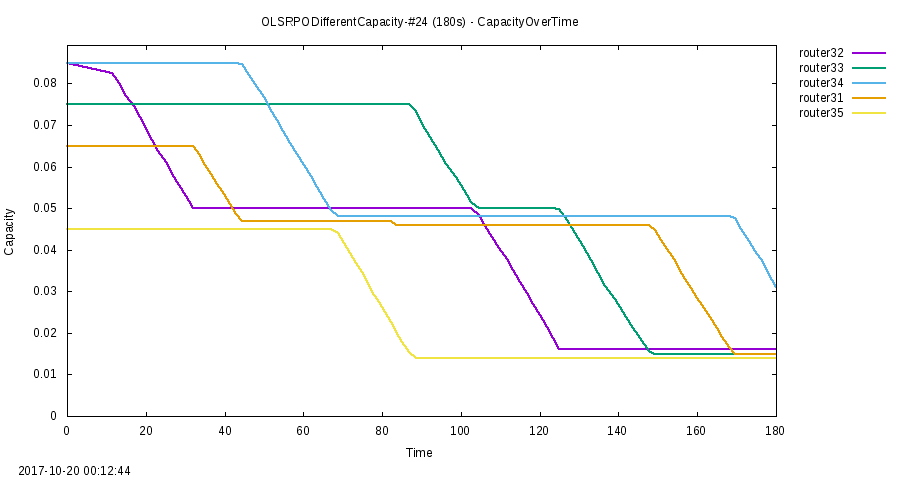 OLSRPODifferentCapacity-#24 (180s) - CapacityOverTime
router32
router33
router34
router31
router35
0.08
0.07
0.06
0.05
0.04
0.03
0.02
0.01
0
Capacity
0 20 40 60 80 100 120 140 160 180
Time
2017-10-20 00:12:44